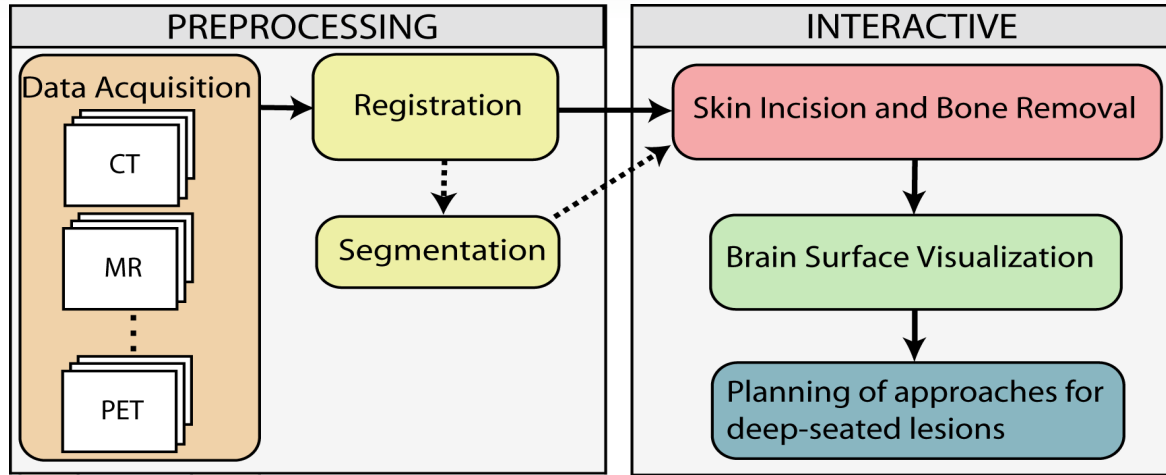 PREPROCESSING
Data Acquisition
CT
MR
PET
Registration
Segmentation
INTERACTIVE
Skin Incision and Bone Removal
Brain Surface Visualization
Planning of approaches for
deep-seated lesions